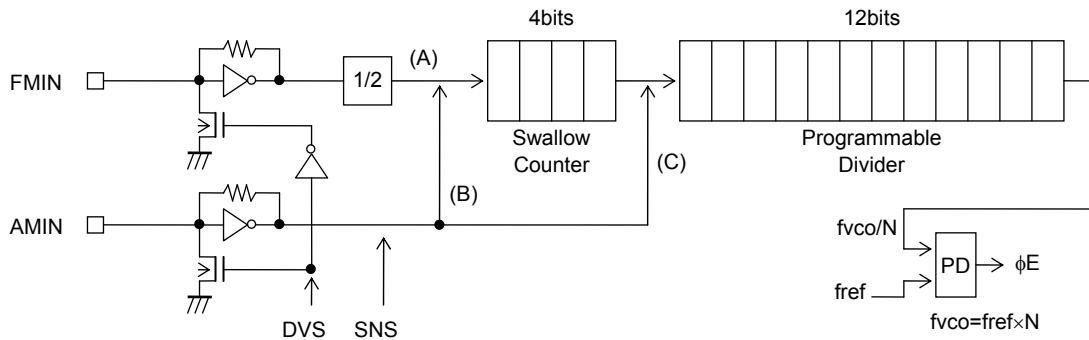 4bits
12bits
(A)
FMIN
1/2
Swallow
Counter
Programmable
Divider
(C)
(B)
AMIN
fvco/N
PD
ϕE
fref
DVS
SNS
fvco=fref×N